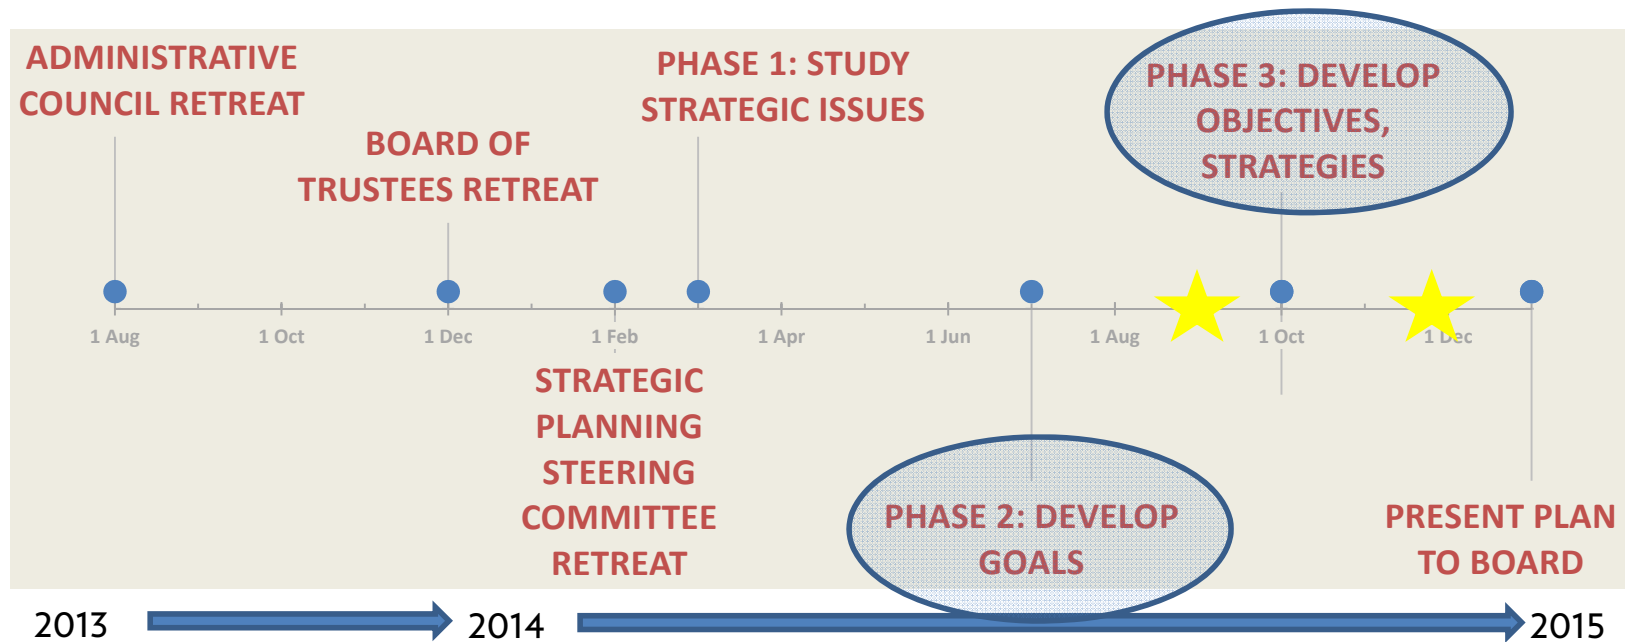 ADMINISTRATIVE
COUNCIL RETREAT
BOARD OF
TRUSTEES RETREAT
PHASE 1: STUDY
STRATEGIC ISSUES
PHASE 3: DEVELOP
OBJECTIVES,
STRATEGIES
1 Aug
1 Oct
1 Dec
1 Feb
1 Apr
1 Jun
1 Aug
1 Oct
1 Dec
STRATEGIC
PLANNING
STEERING
COMMITTEE
RETREAT
PHASE 2: DEVELOP
GOALS
PRESENT PLAN
TO BOARD
2013
2014
2015